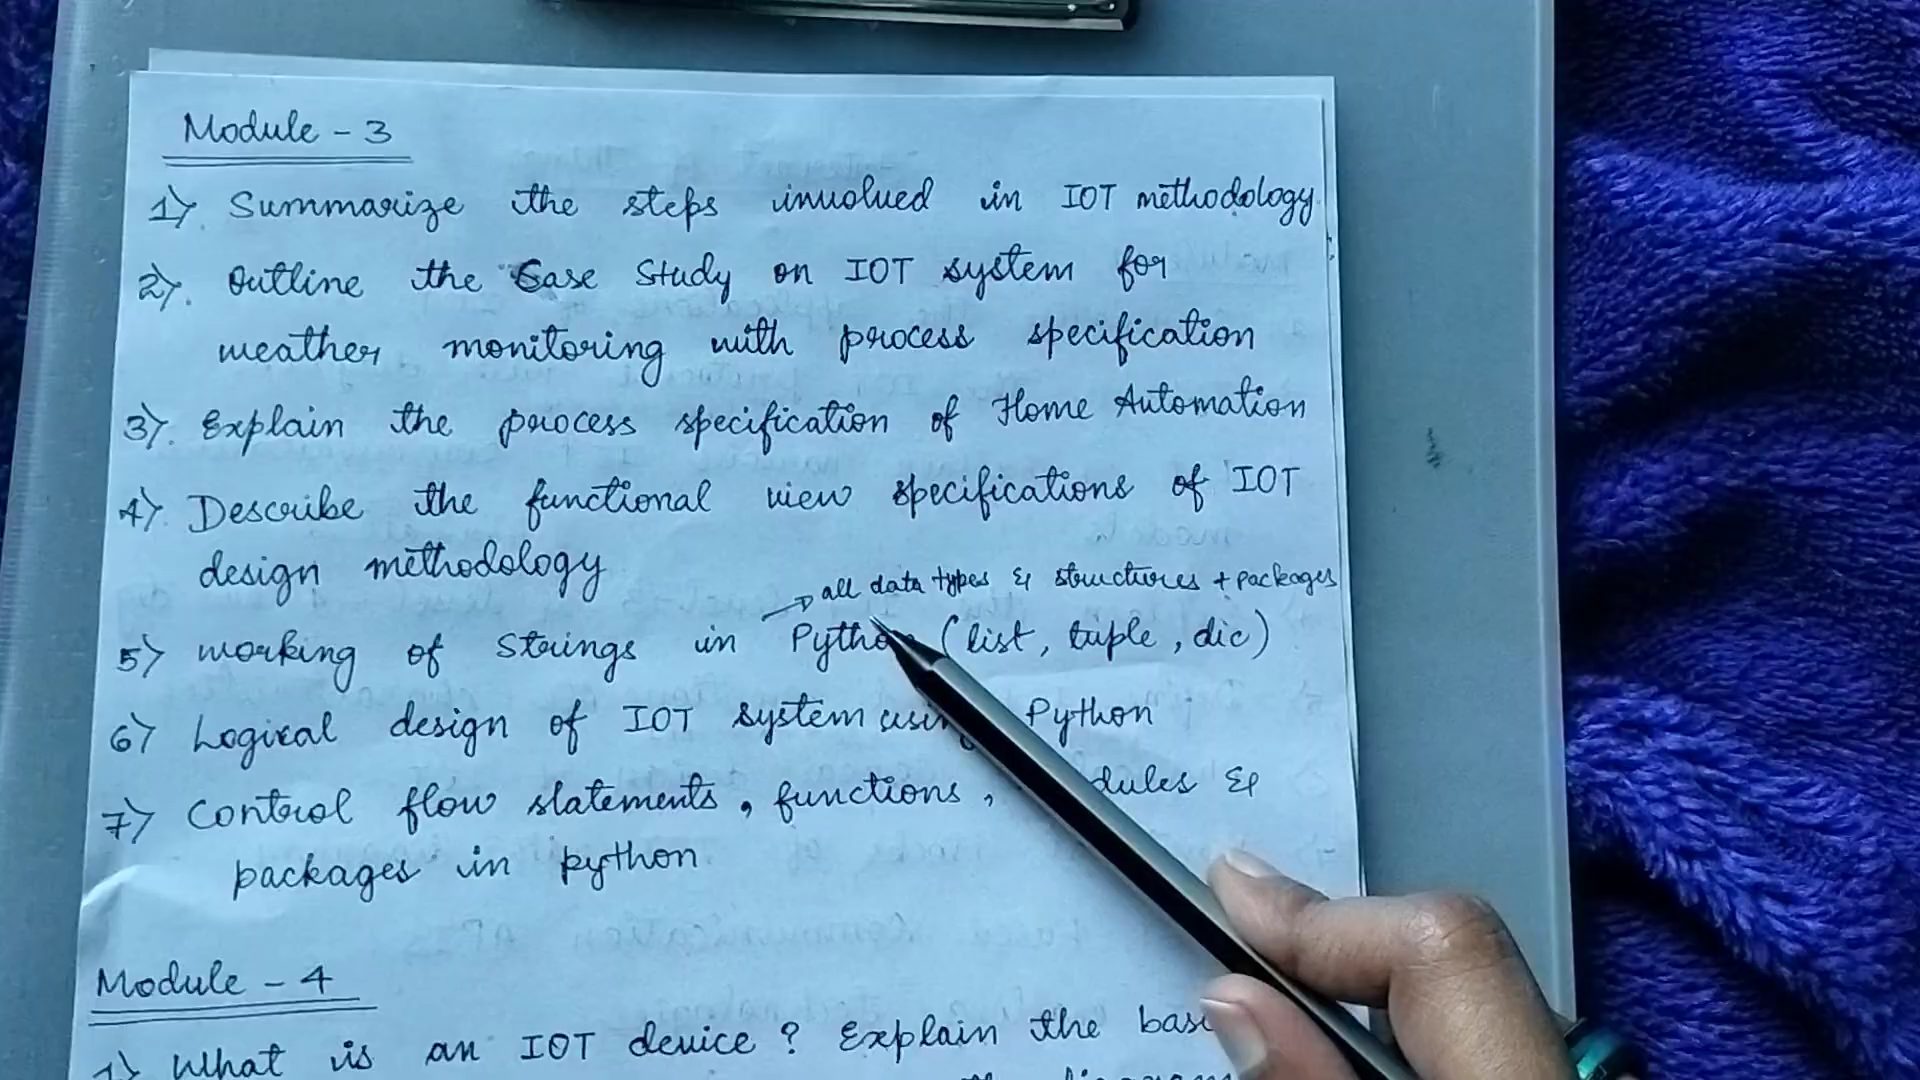 Module - 3
1) Summarize the steps involved in IOT methodology
2) Outline the Case Study on IOT system for
weather monitoring with process specification
3) Explain the process specification of Home Automation
4) Describe the functional view specifications of IOT
design methodology
all data types & structures + packages
5) working of Strings in Python (list, tuple, dic)
6) Logical design of IOT system using Python
7) Control flow statements, functions, dules &
packages in python
Module - 4
1) What is an IOT device? Explain the basi